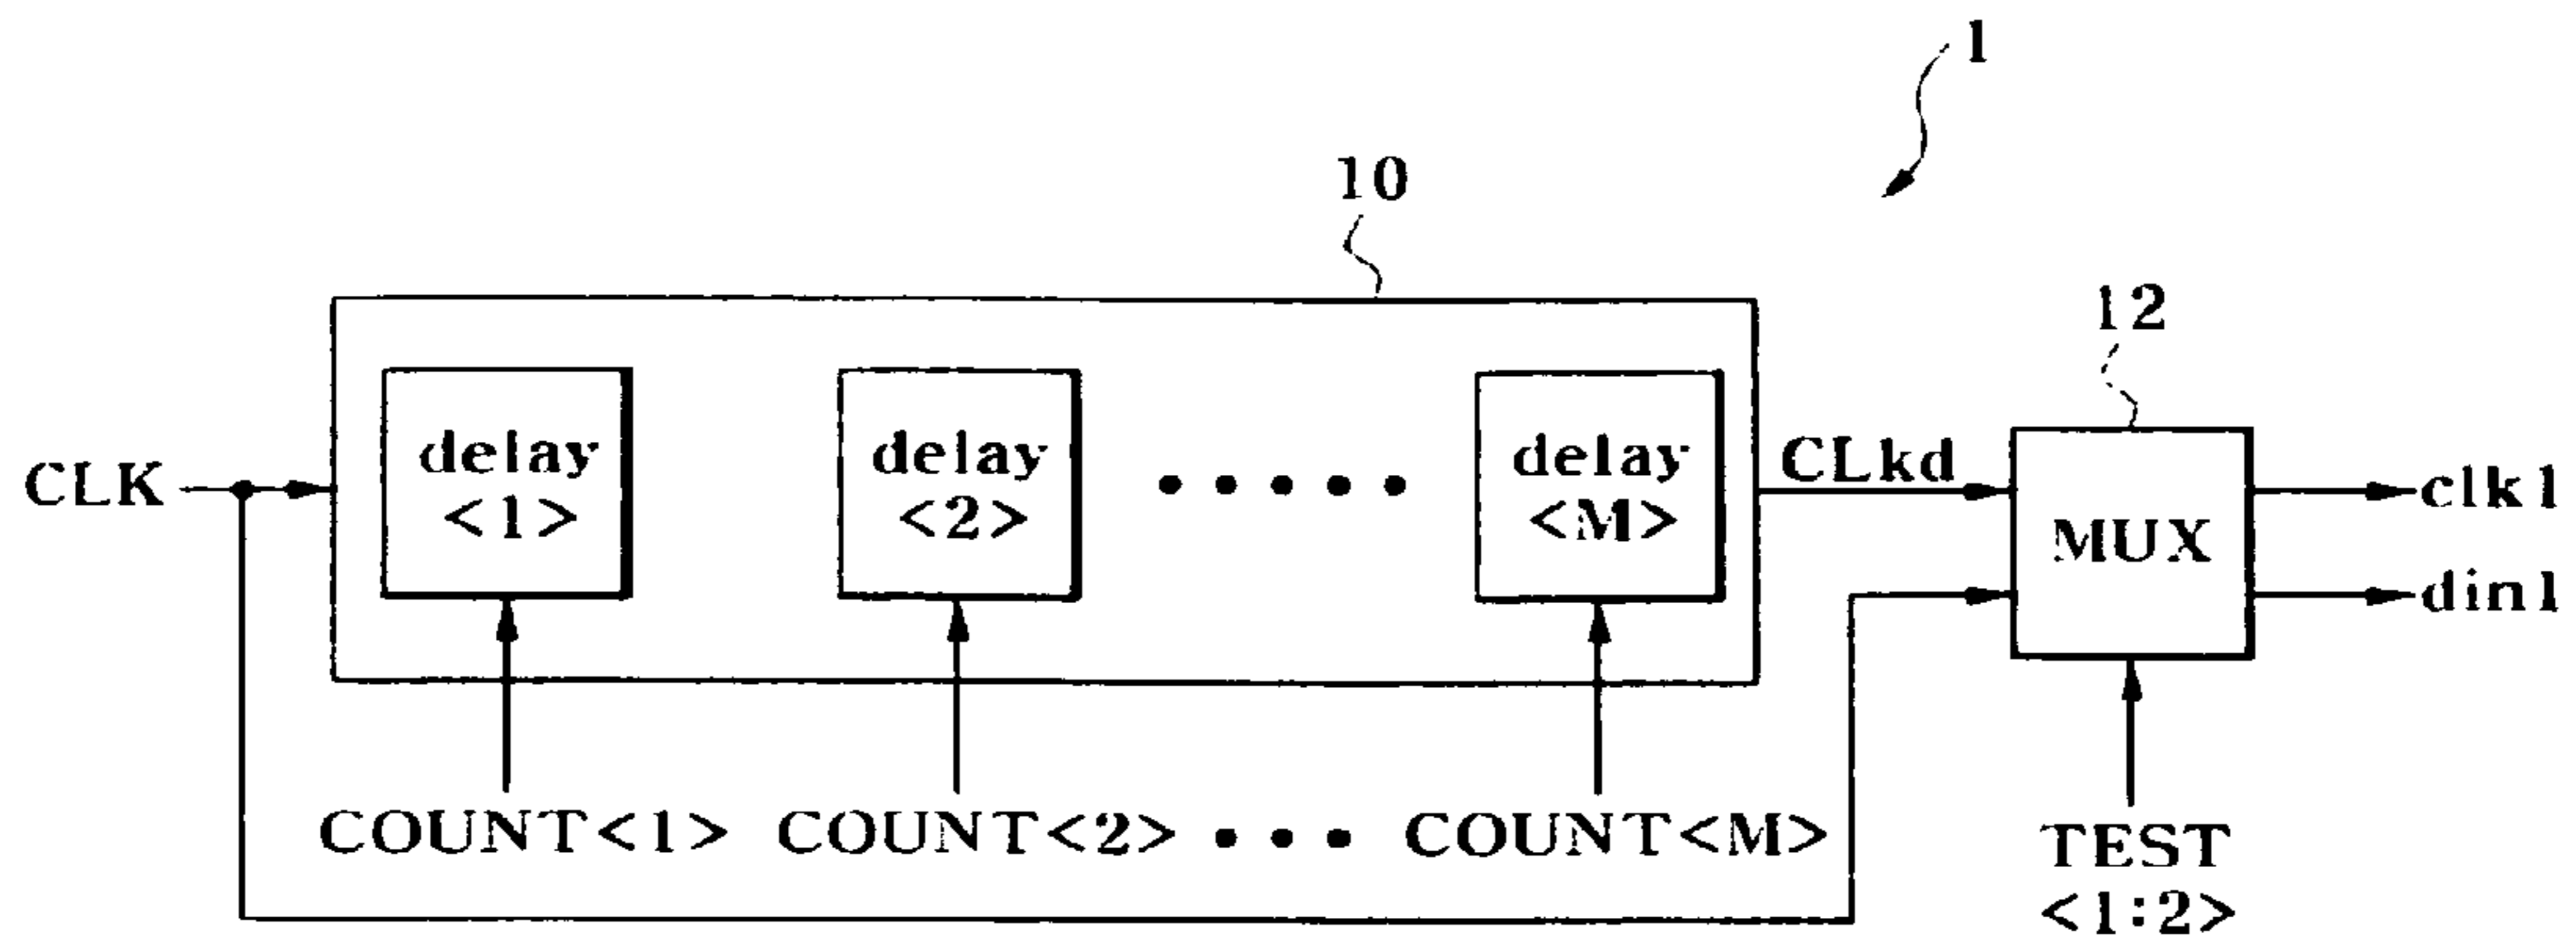 1
10
12
delay
<1>
delay
<2>
•••••
delay
<M>
CLK
CLkd
MUX
clk1
din1
COUNT<1> COUNT<2> ••• COUNT<M>
TEST
<1:2>